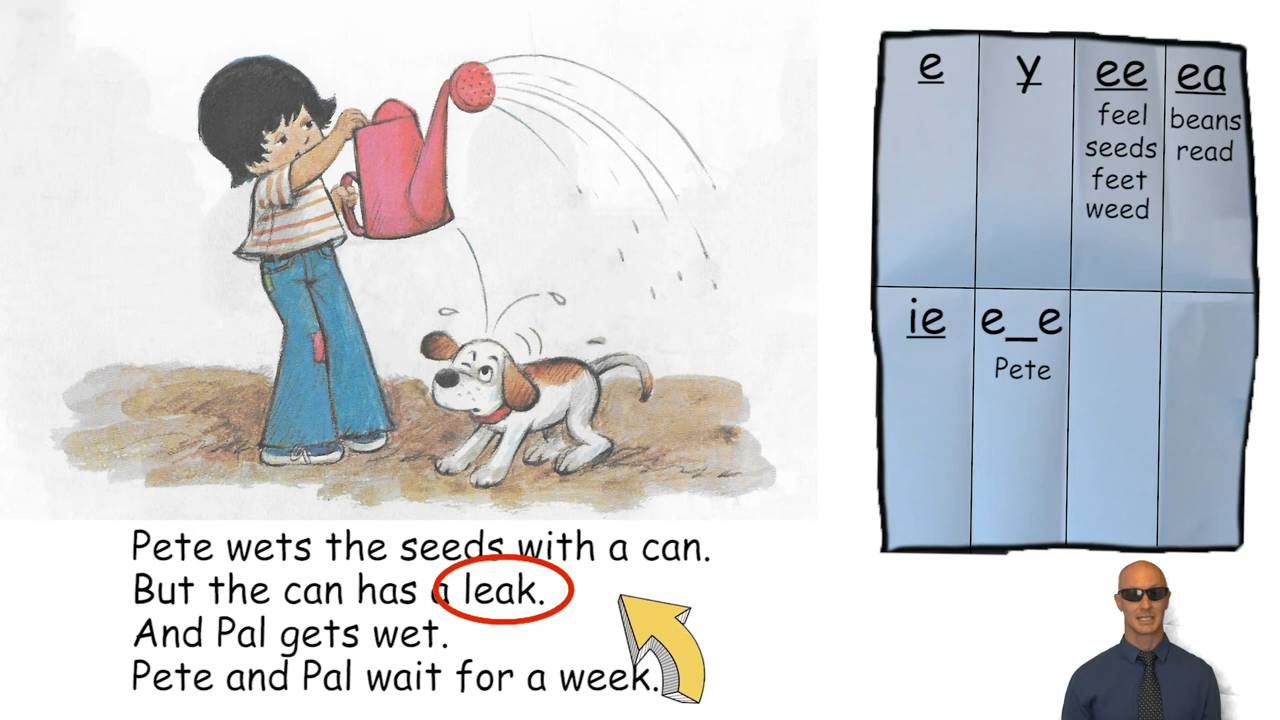 Pete wets the seeds with a can.
But the can has a leak.
And Pal gets wet.
Pete and Pal wait for a week.
e
y
ee
feel
seeds
feet
weed
ea
beans
read
ie
e_e
Pete